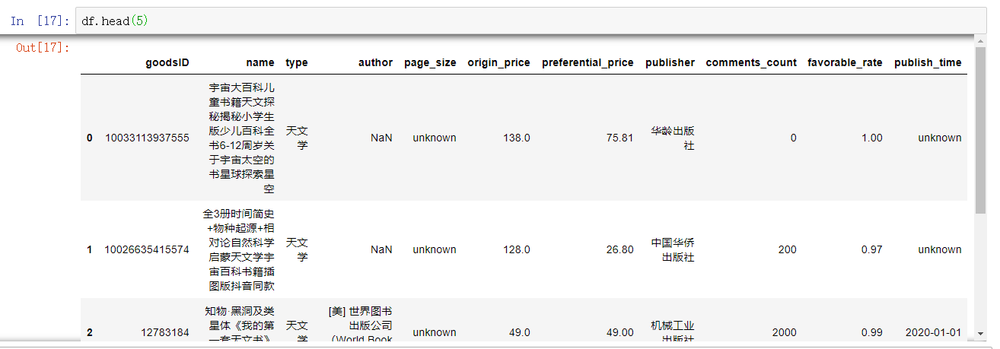 In [17]: df.head(5)
Out[17]:
goodsID name type author page_size origin_price preferential_price publisher comments_count favorable_rate publish_time
宇宙大百科儿
童书籍天文探
秘揭秘小学生
版少儿百科全 天文 华龄出版
0 10033113937555 书6-12周岁关 学 NaN unknown 138.0 75.81 社 0 1.00 unknown
于宇宙太空的
书星球探索星
空
全3册时间简史
+物种起源+相
对论自然科学 天文 中国华侨
1 10026635415574 启蒙天文学宇 学 NaN unknown 128.0 26.80 出版社 200 0.97 unknown
宙百科书籍插
图版抖音同款
知物·黑洞及类 [美] 世界图书
2 12783184 星体《我的第 天文 出版公司 unknown 49.0 49.00 机械工业 2000 0.99 2020-01-01
一套天文书》 学 （World Book 出版社